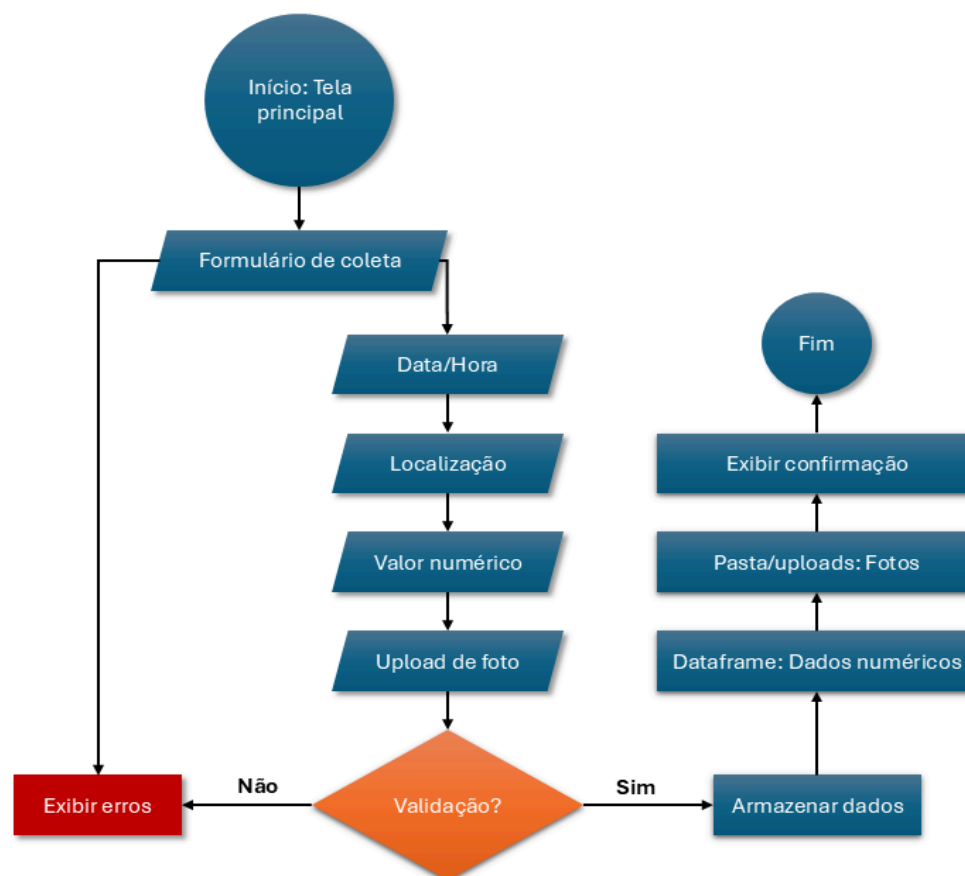 Início: Tela
principal
Formulário de coleta
Data/Hora
Localização
Valor numérico
Upload de foto
Validação?
Não
Exibir erros
Sim
Armazenar dados
Dataframe: Dados numéricos
Pasta/uploads: Fotos
Exibir confirmação
Fim